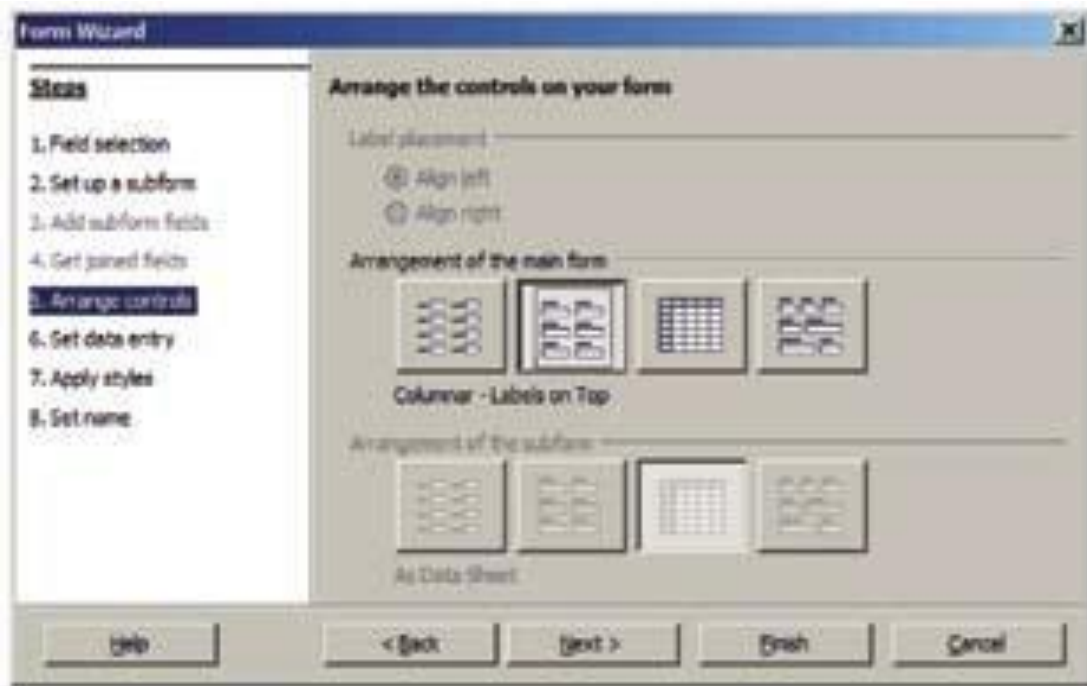 Form Wizard
Steps
1. Field selection
2. Set up a subform
3. Add subform fields
4. Get joined fields
5. Arrange controls
6. Set data entry
7. Apply styles
8. Set name
Arrange the controls on your form
Label placement
Align left
Align right
Arrangement of the main form
Columnar - Labels on Top
Arrangement of the subform
As Data Sheet
Help
< Back
Next >
Finish
Cancel